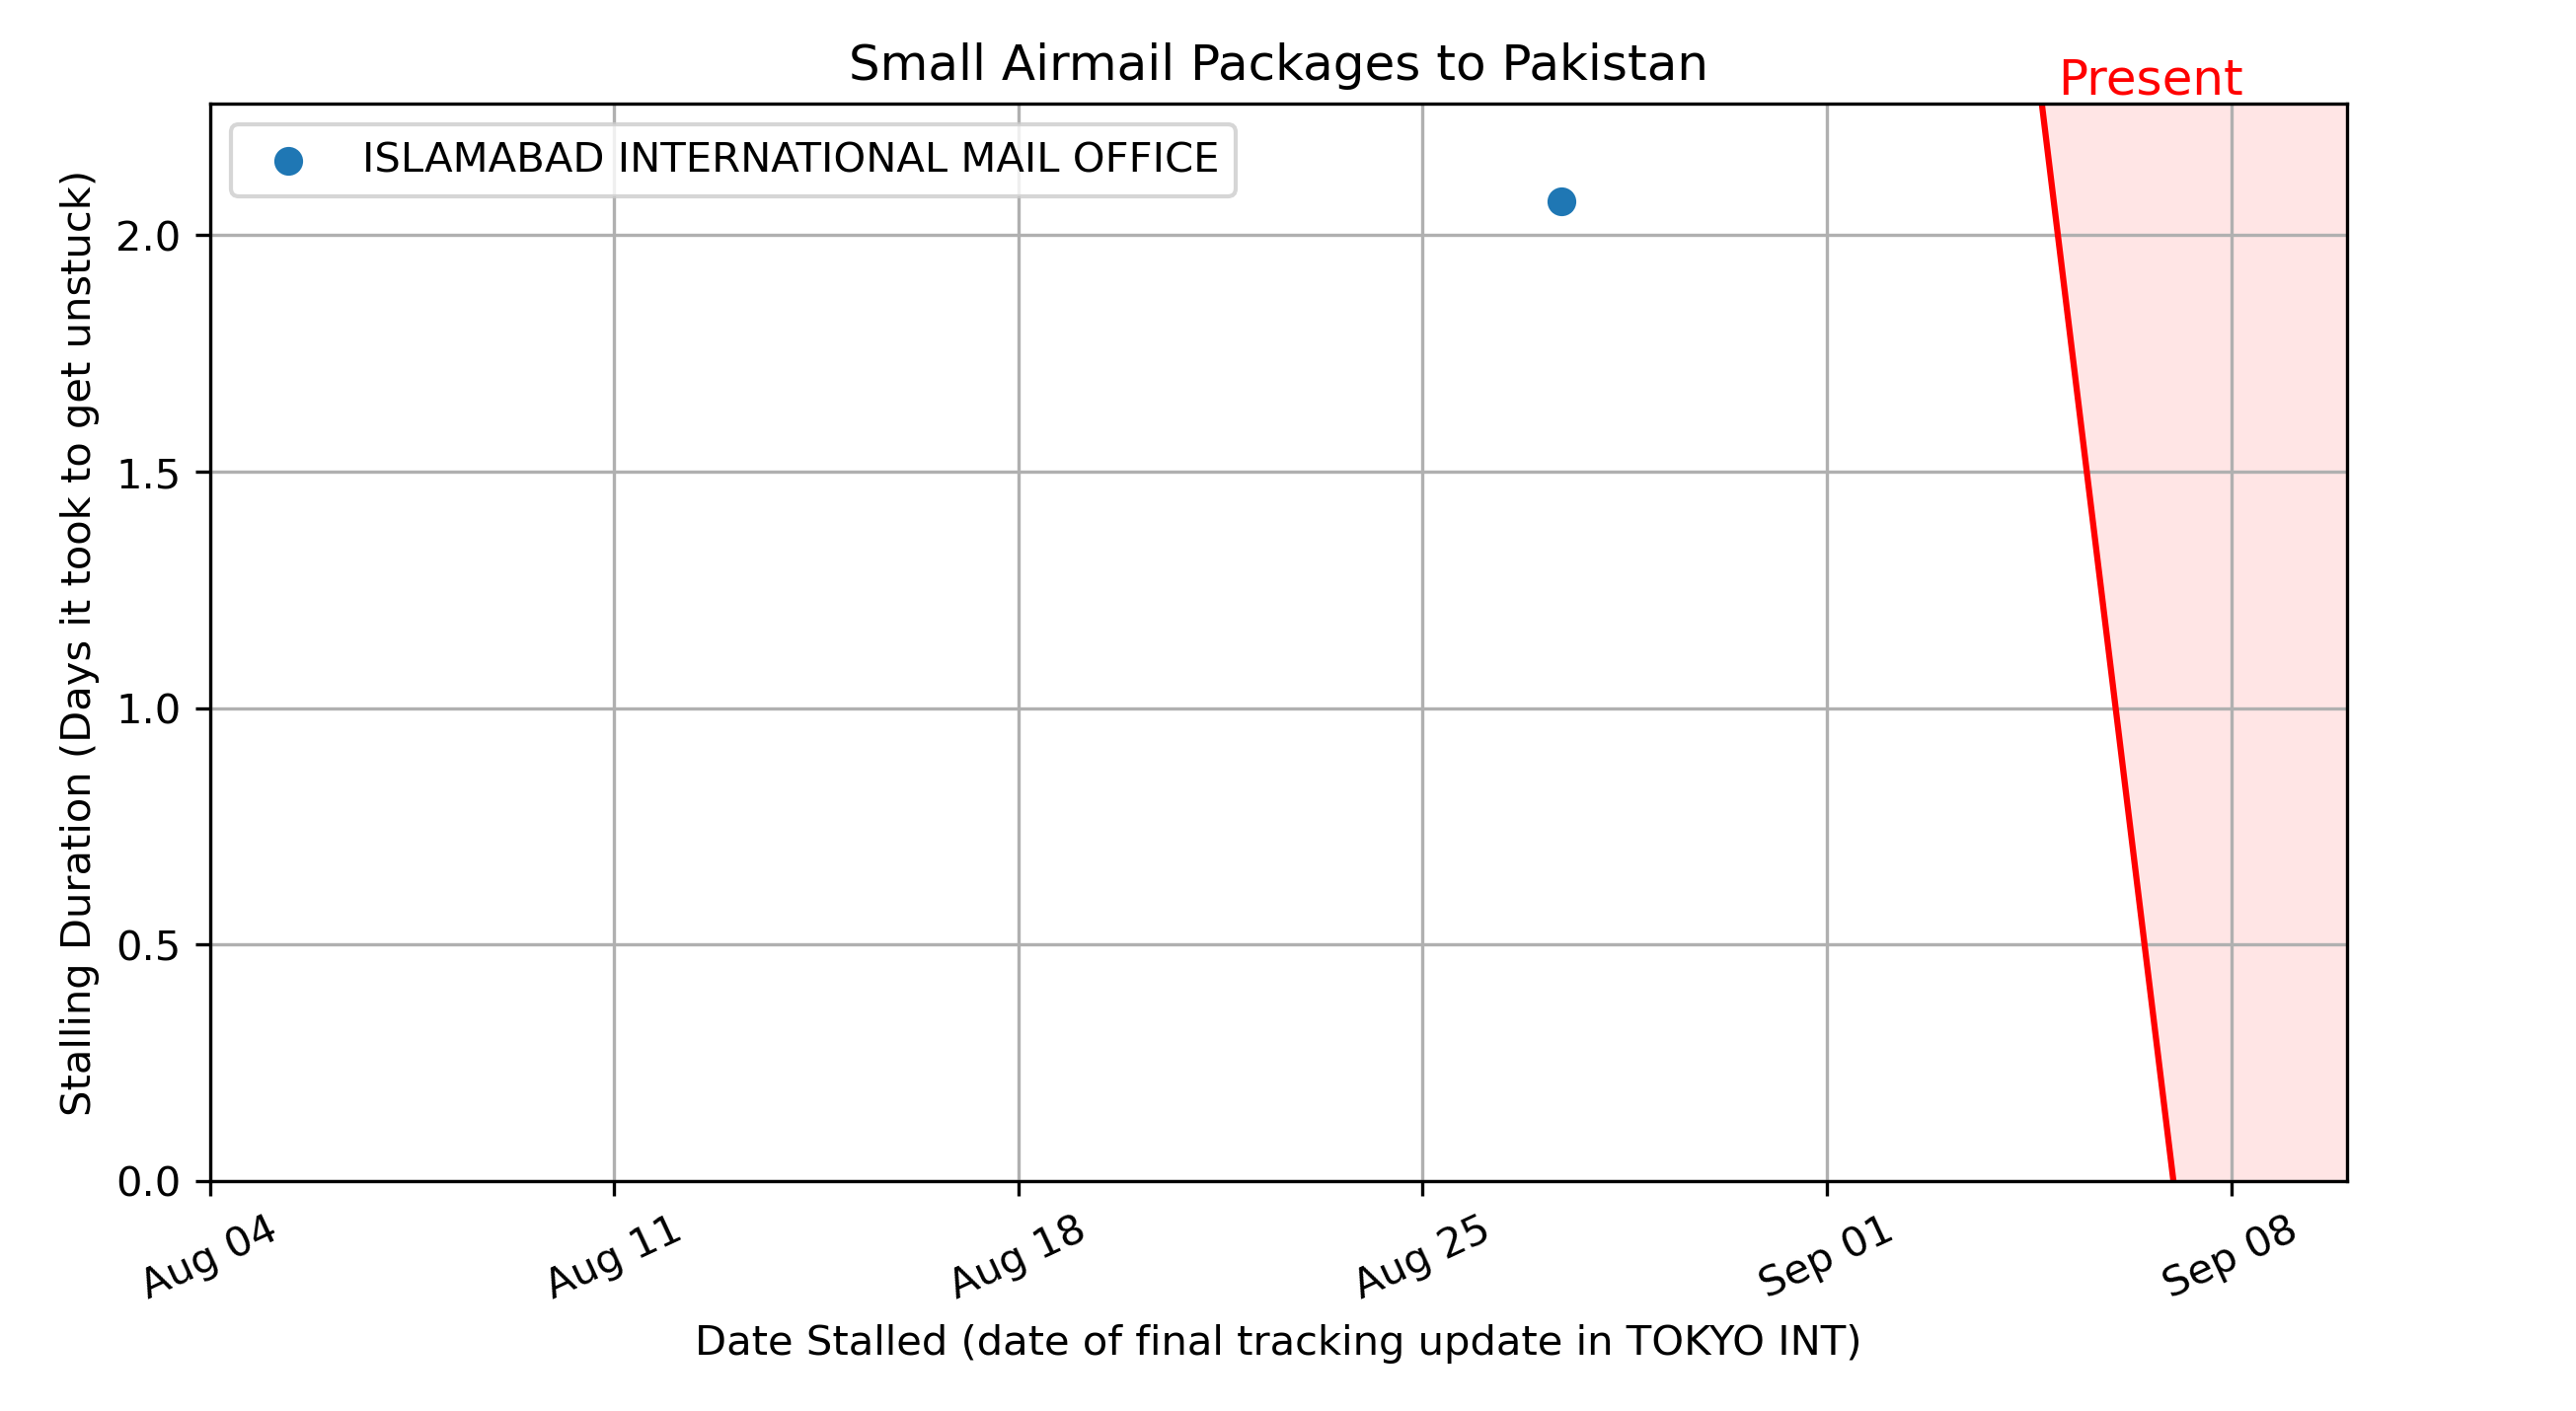 Small Airmail Packages to Pakistan
Present
ISLAMABAD INTERNATIONAL MAIL OFFICE
Stalling Duration (Days it took to get unstuck)
2.0
1.5
1.0
0.5
0.0
Aug 04
Aug 11
Aug 18
Aug 25
Sep 01
Sep 08
Date Stalled (date of final tracking update in TOKYO INT)